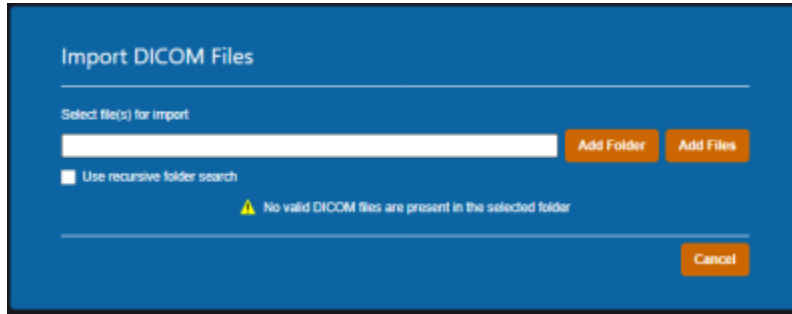 Import DICOM Files
Select file(s) for import
Add Folder Add Files
Use recursive folder search
No valid DICOM files are present in the selected folder
Cancel